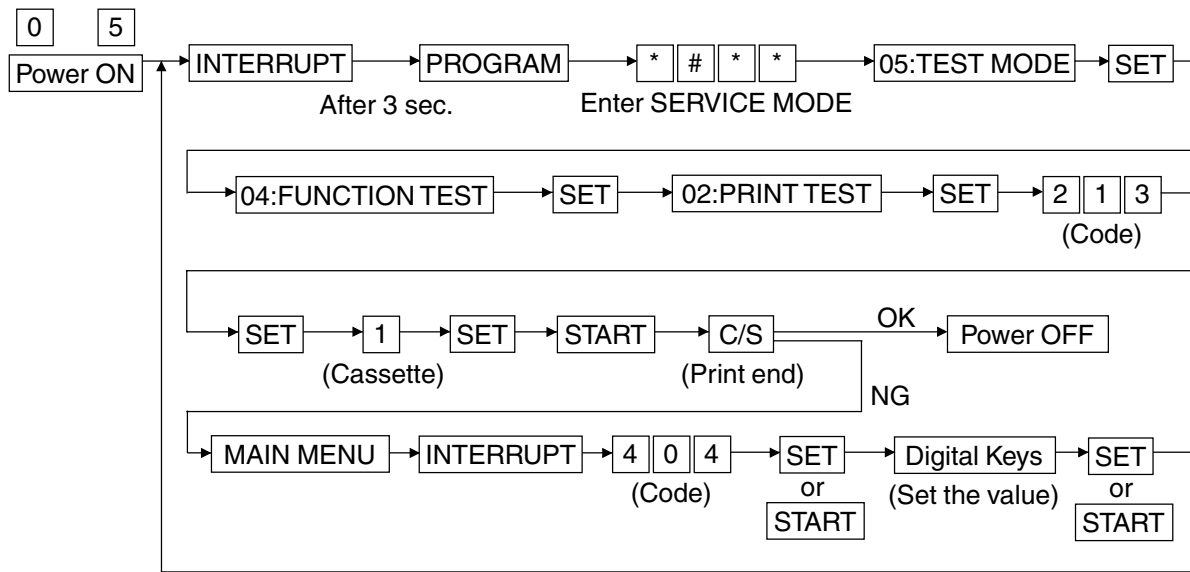 0 5
Power ON INTERRUPT PROGRAM * # * * 05:TEST MODE SET
After 3 sec. Enter SERVICE MODE
04:FUNCTION TEST SET 02:PRINT TEST SET 2 1 3
(Code)
SET 1 SET START C/S OK Power OFF
(Cassette) (Print end)
NG
MAIN MENU INTERRUPT 4 0 4 SET Digital Keys SET
(Code) or (Set the value) or
START START